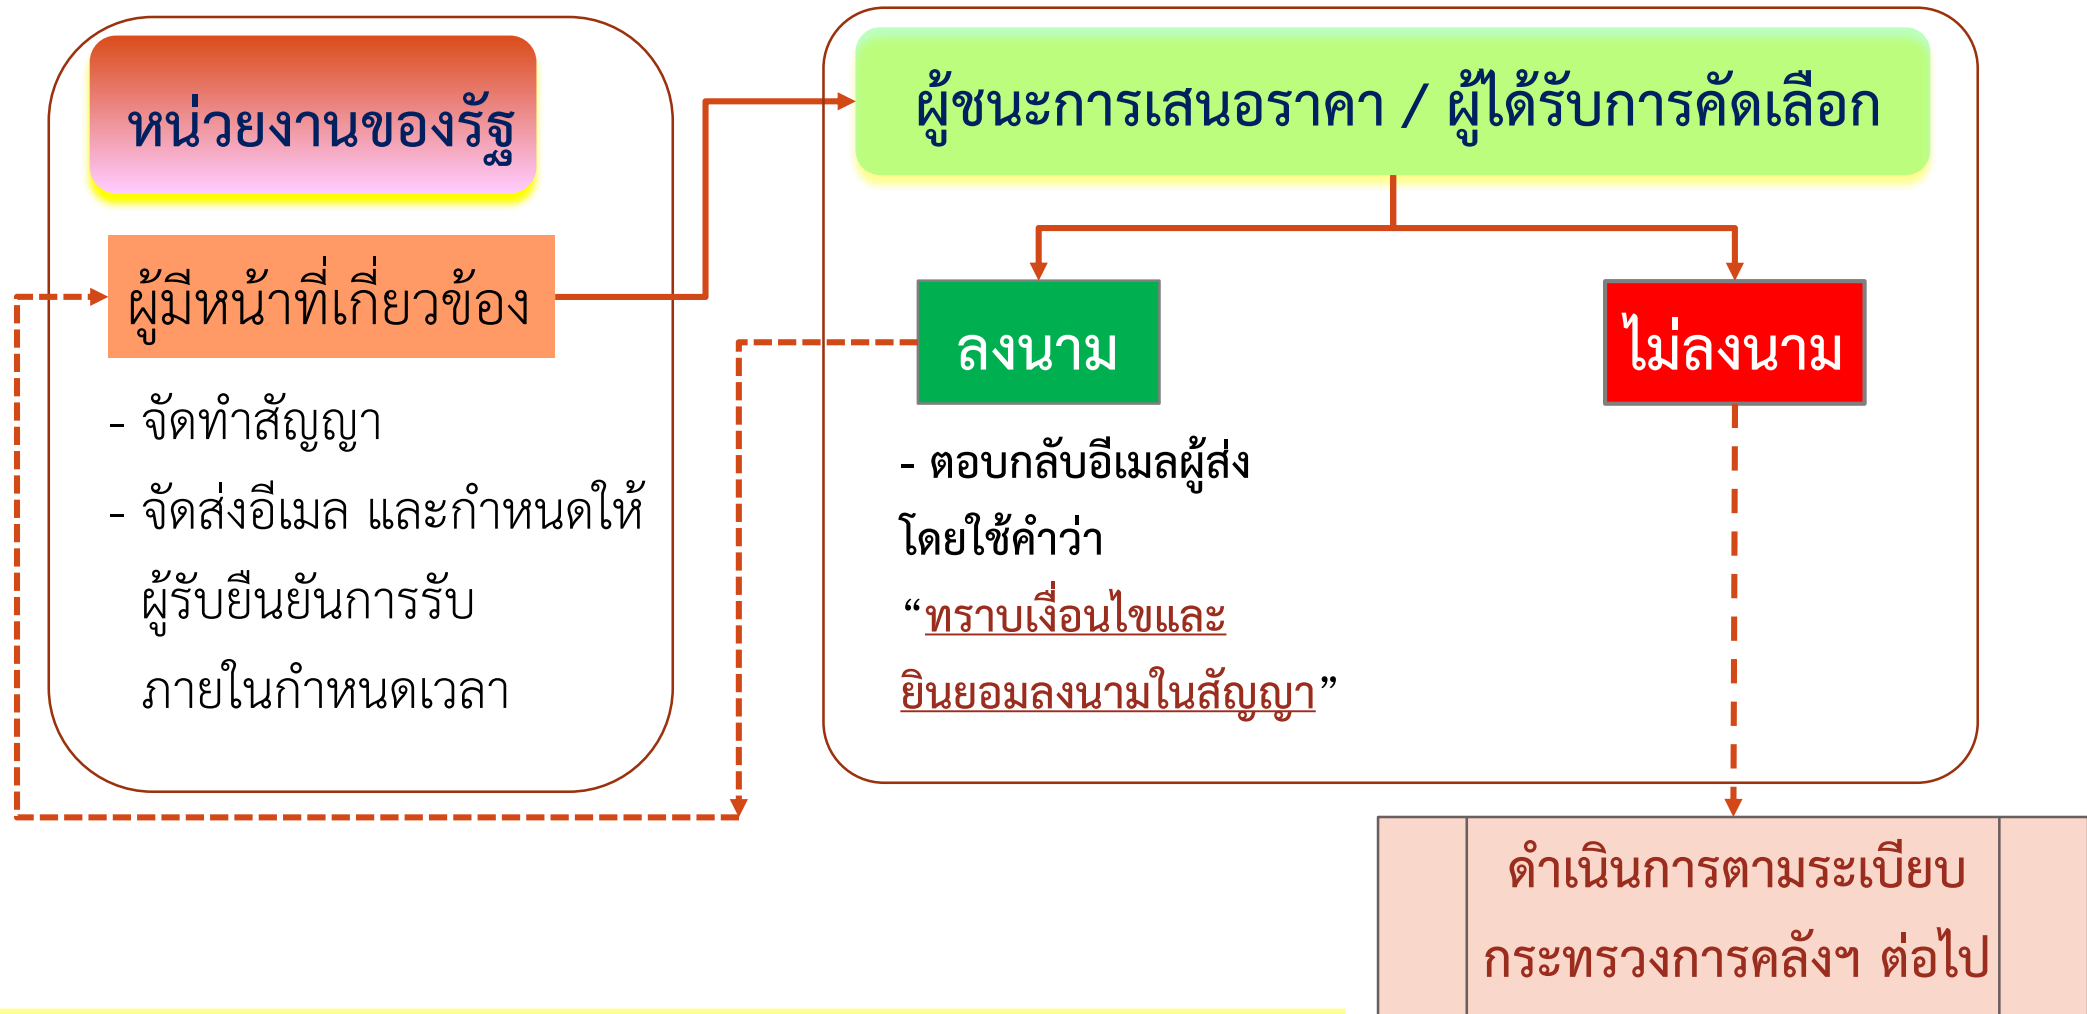 หน่วยงานของรัฐ
ผู้มีหน้าที่เกี่ยวข้อง
- จัดทำสัญญา
- จัดส่งอีเมล และกำหนดให้
ผู้รับยืนยันการรับ
ภายในกำหนดเวลา
ผู้ชนะการเสนอราคา / ผู้ได้รับการคัดเลือก
ลงนาม
- ตอบกลับอีเมลผู้ส่ง
โดยใช้คำว่า
“ทราบเงื่อนไขและ
ยินยอมลงนามในสัญญา”
ไม่ลงนาม
ดำเนินการตามระเบียบ
กระทรวงการคลังฯ ต่อไป